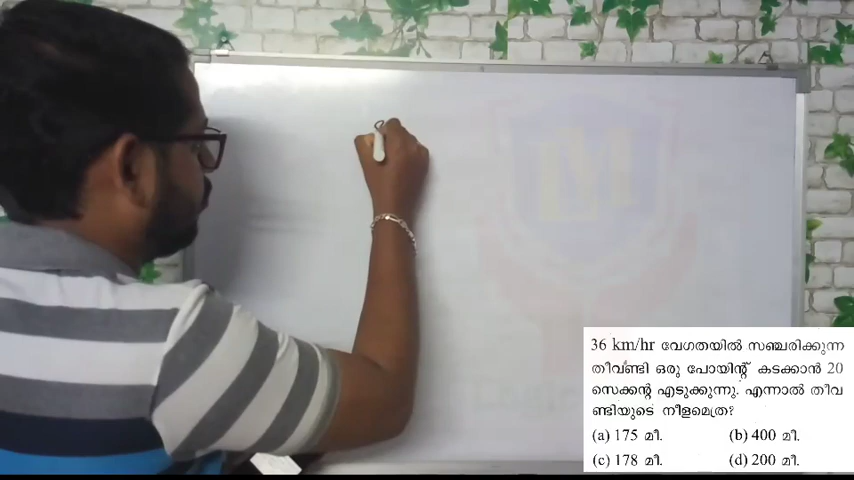 36 km/hr വേഗതയിൽ സഞ്ചരിക്കുന്ന
തീവണ്ടി ഒരു പോയിന്റ് കടക്കാൻ 20
സെക്കന്റ് എടുക്കുന്നു. എന്നാൽ തീവ
ണ്ടിയുടെ നീളമെത്ര?
(a) 175 മീ. (b) 400 മീ.
(c) 178 മീ. (d) 200 മീ.